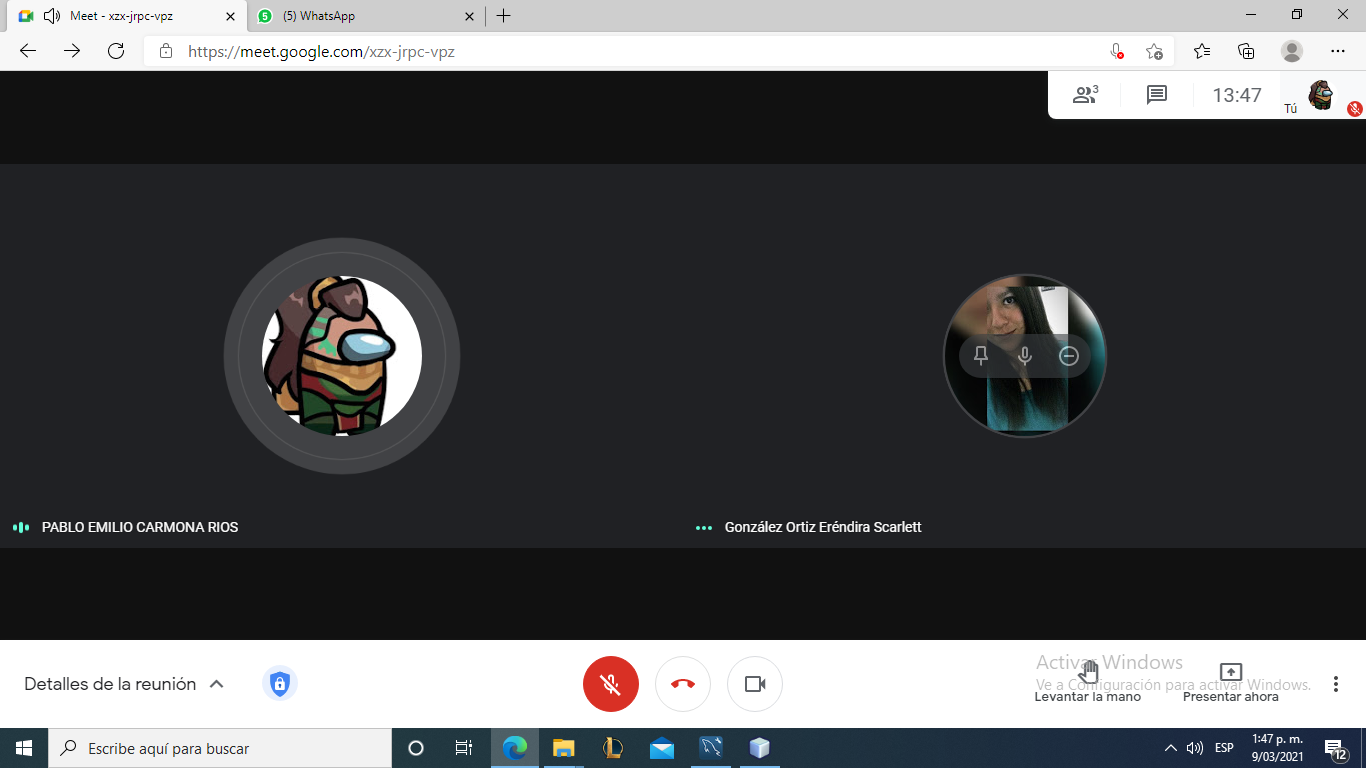 Meet - xzx-jrpc-vpz
5
(5) WhatsApp
https://meet.google.com/xzx-jrpc-vpz
3
13:47
Tú
PABLO EMILIO CARMONA RIOS
González Ortiz Eréndira Scarlett
Detalles de la reunión
Activar Windows
Ve a Configuración para activar Windows.
Levantar la mano
Presentar ahora
Escribe aquí para buscar
ESP
1:47 p. m.
9/03/2021
12